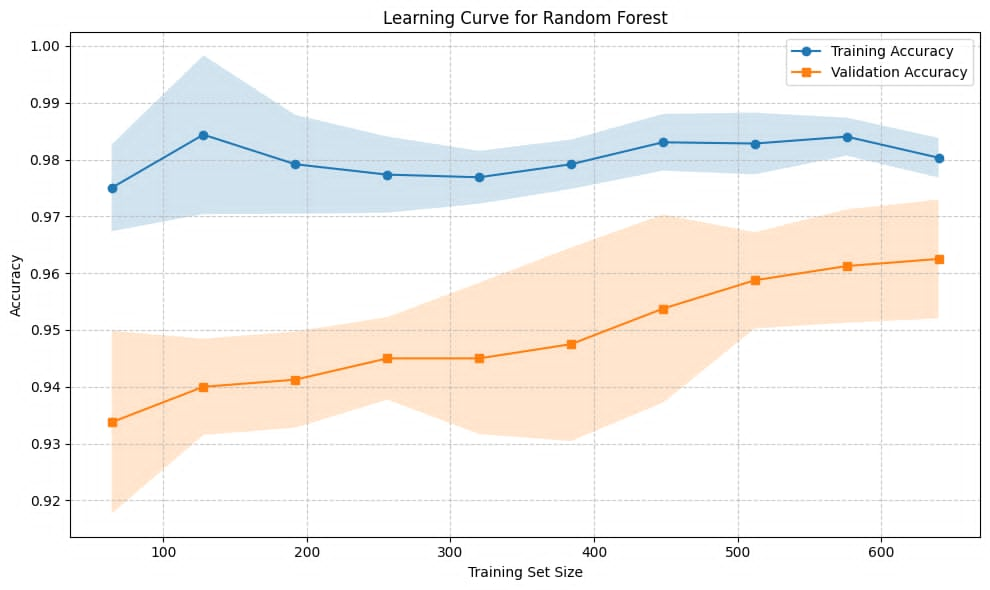 Learning Curve for Random Forest
Training Accuracy
Validation Accuracy
Accuracy
1.00
0.99
0.98
0.97
0.96
0.95
0.94
0.93
0.92
100 200 300 400 500 600
Training Set Size